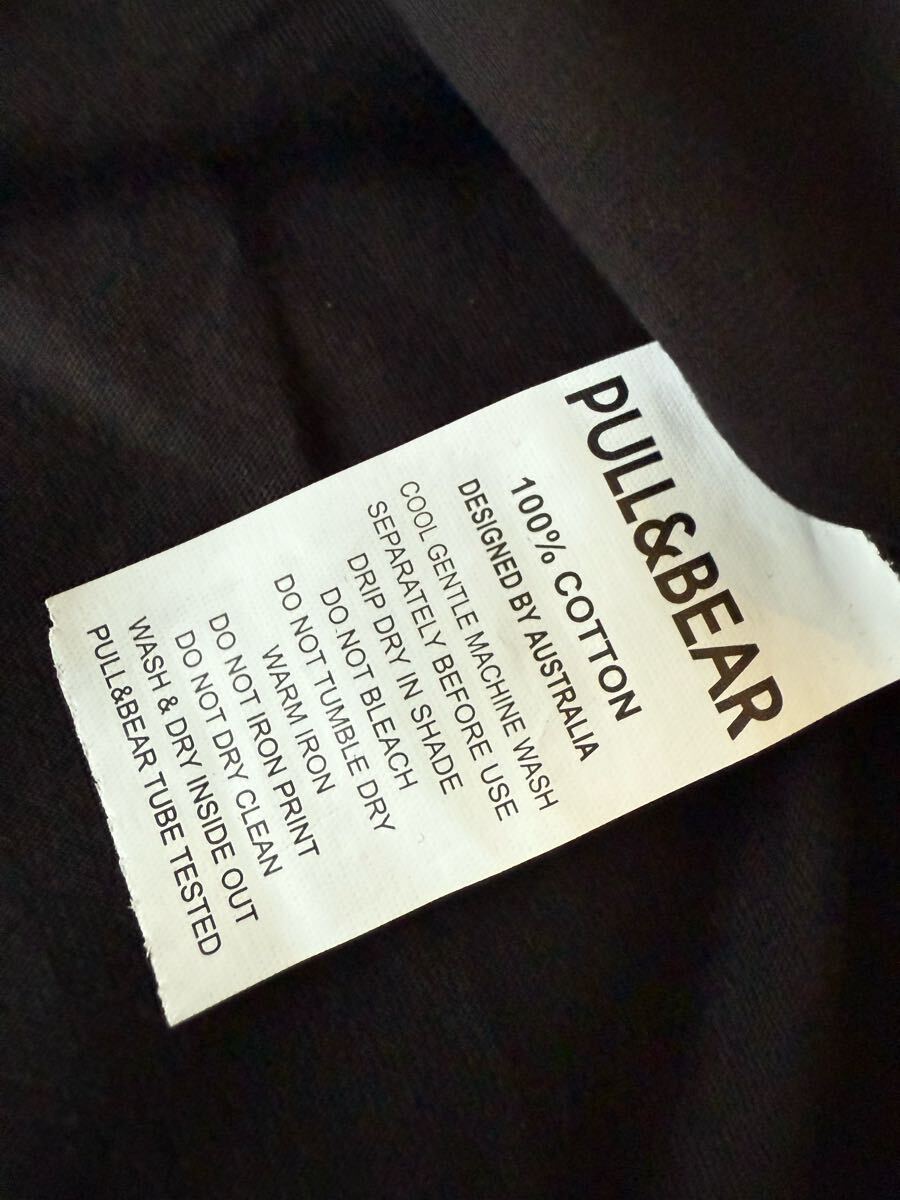 PULL&BEAR
100% COTTON
DESIGNED BY AUSTRALIA
COOL GENTLE MACHINE WASH
SEPARATELY BEFORE USE
DRIP DRY IN SHADE
DO NOT BLEACH
DO NOT TUMBLE DRY
WARM IRON
DO NOT IRON PRINT
DO NOT DRY CLEAN
WASH & DRY INSIDE OUT
PULL&BEAR TUBE TESTED